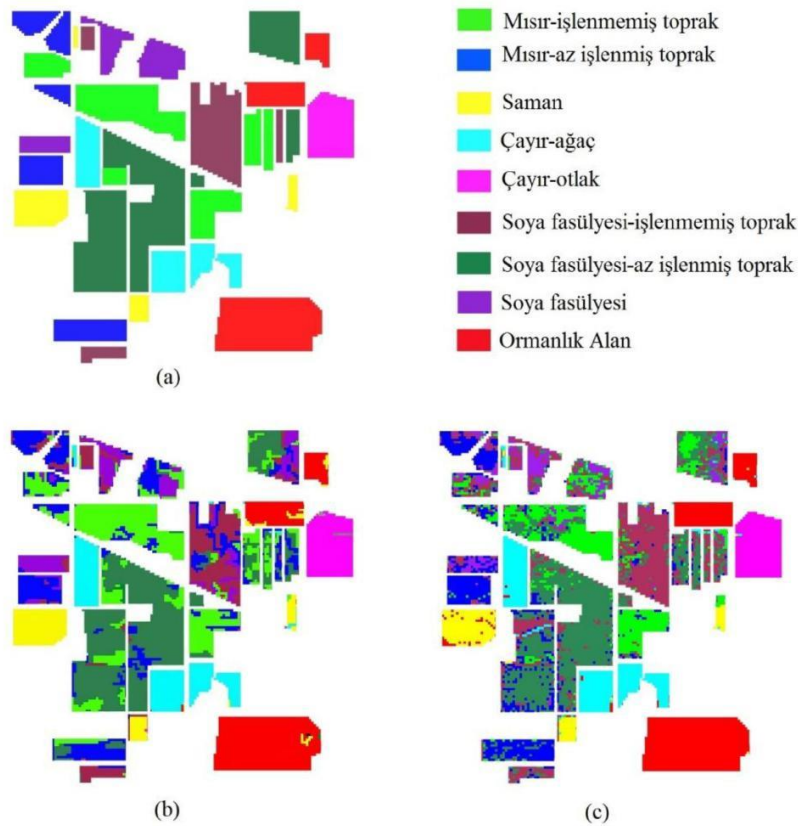 Mısır-işlenmemiş toprak
Mısır-az işlenmiş toprak
Saman
Çayır-ağaç
Çayır-otlak
Soya fasülyesi-işlenmemiş toprak
Soya fasülyesi-az işlenmiş toprak
Soya fasülyesi
Ormanlık Alan
(a)
(b)
(c)